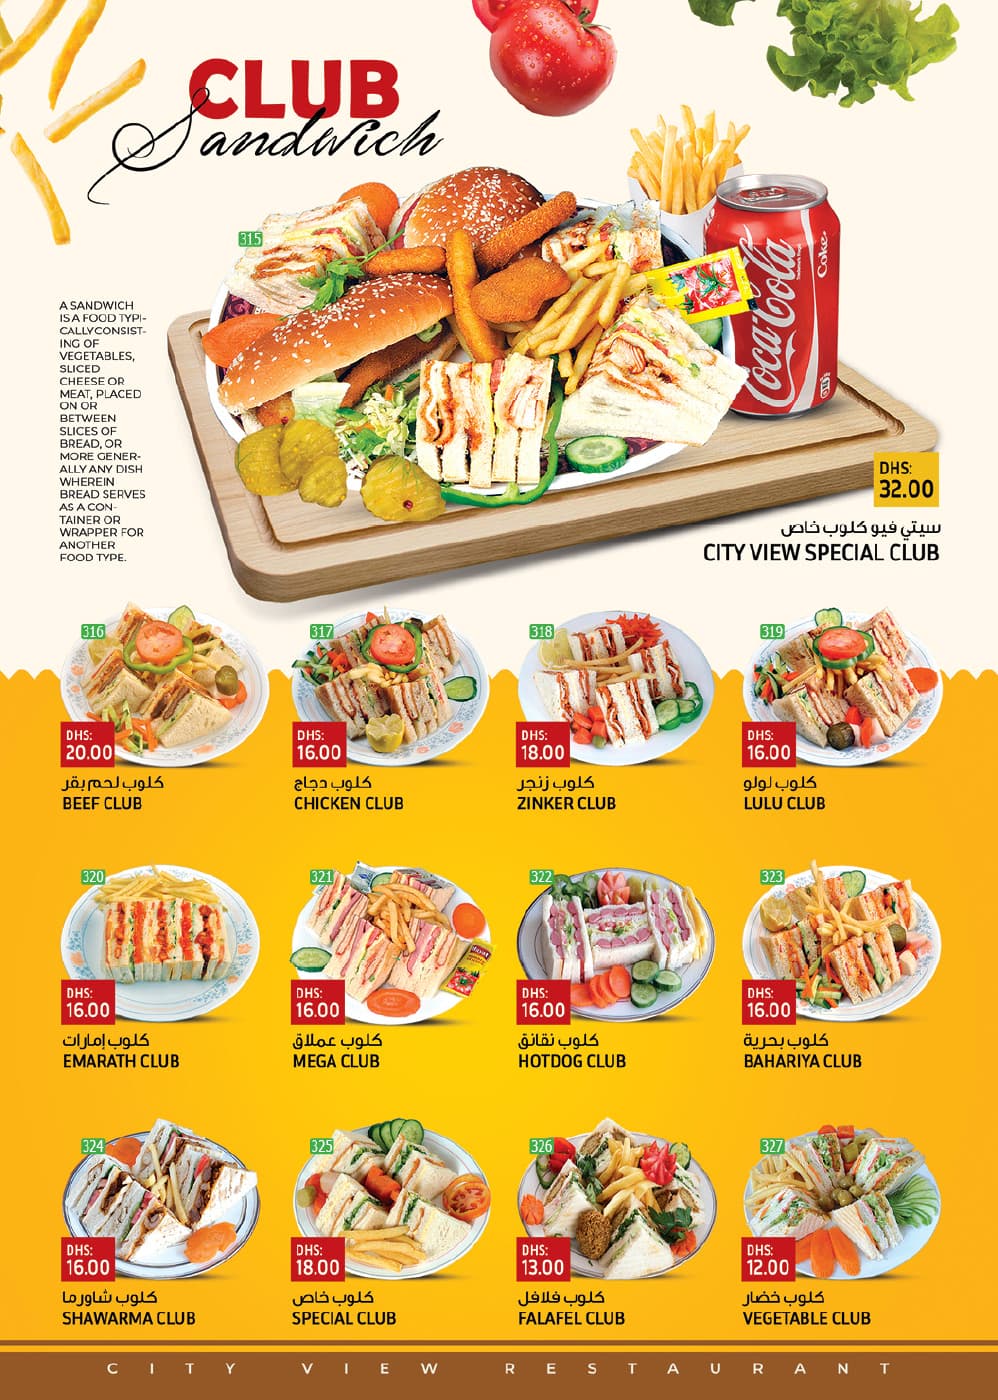 CLUB
Sandwich
315
A SANDWICH
IS A FOOD TYPI-
CALLYCONSIST-
ING OF
VEGETABLES,
SLICED
CHEESE OR
MEAT, PLACED
ON OR
BETWEEN
SLICES OF
BREAD, OR
MORE GENER-
ALLY ANY DISH
WHEREIN
BREAD SERVES
AS A CON-
TAINER OR
WRAPPER FOR
ANOTHER
FOOD TYPE.
Coca-Cola
Coke
DHS:
32.00
سيتي فيو كلوب خاص
CITY VIEW SPECIAL CLUB
316
DHS:
20.00
كلوب لحم بقر
BEEF CLUB
317
DHS:
16.00
كلوب دجاج
CHICKEN CLUB
318
DHS:
18.00
كلوب زنجر
ZINKER CLUB
319
DHS:
16.00
كلوب لولو
LULU CLUB
320
DHS:
16.00
كلوب إمارات
EMARATH CLUB
321
DHS:
16.00
كلوب عملاق
MEGA CLUB
322
DHS:
16.00
كلوب نقانق
HOTDOG CLUB
323
DHS:
16.00
كلوب بحرية
BAHARIYA CLUB
324
DHS:
16.00
كلوب شاورما
SHAWARMA CLUB
325
DHS:
18.00
كلوب خاص
SPECIAL CLUB
326
DHS:
13.00
كلوب فلافل
FALAFEL CLUB
327
DHS:
12.00
كلوب خضار
VEGETABLE CLUB
CITY VIEW RESTAURANT